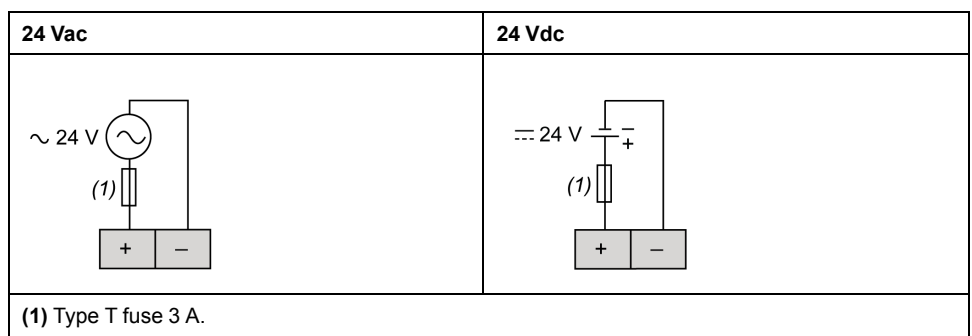 24 Vac
24 Vdc
∼ 24 V
(1)
+ –
⎓ 24 V
–
+
(1)
+ –
(1) Type T fuse 3 A.